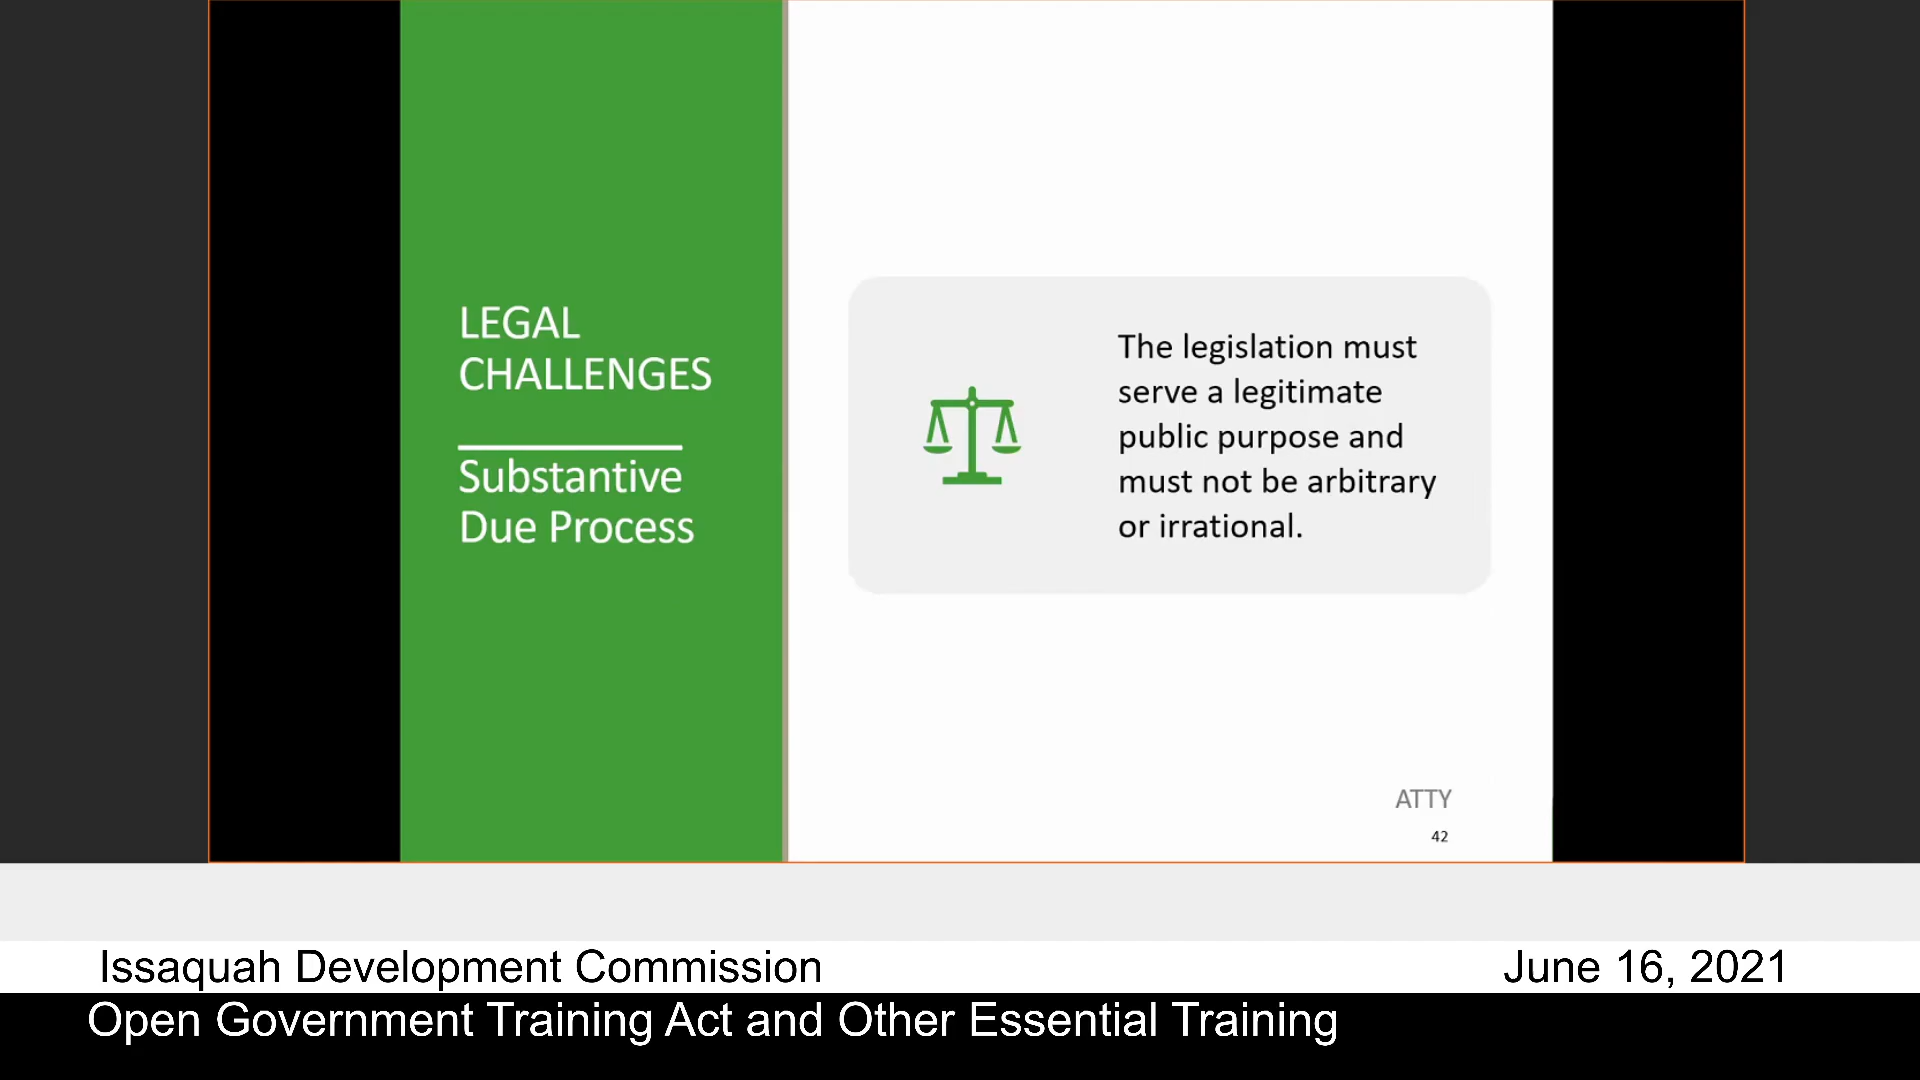 LEGAL
CHALLENGES
Substantive
Due Process
The legislation must
serve a legitimate
public purpose and
must not be arbitrary
or irrational.
ATTY
42
Issaquah Development Commission
June 16, 2021
Open Government Training Act and Other Essential Training